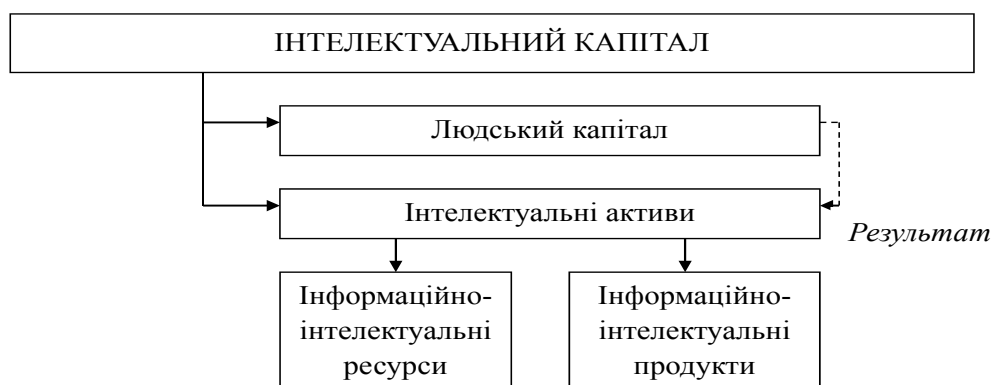 ІНТЕЛЕКТУАЛЬНИЙ КАПІТАЛ
Людський капітал
Інтелектуальні активи
Результат
Інформаційно-
інтелектуальні
ресурси
Інформаційно-
інтелектуальні
продукти